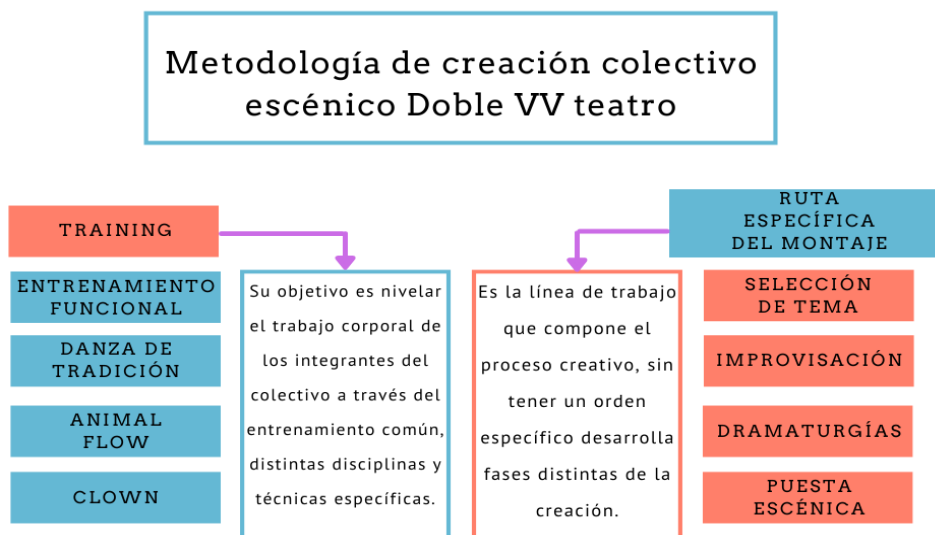 Metodología de creación colectivo
escénico Doble VV teatro
TRAINING
ENTRENAMIENTO
FUNCIONAL
DANZA DE
TRADICIÓN
ANIMAL
FLOW
CLOWN
Su objetivo es nivelar
el trabajo corporal de
los integrantes del
colectivo a través del
entrenamiento común,
distintas disciplinas y
técnicas específicas.
RUTA
ESPECÍFICA
DEL MONTAJE
Es la línea de trabajo
que compone el
proceso creativo, sin
tener un orden
específico desarrolla
fases distintas de la
creación.
SELECCIÓN
DE TEMA
IMPROVISACIÓN
DRAMATURGÍAS
PUESTA
ESCÉNICA